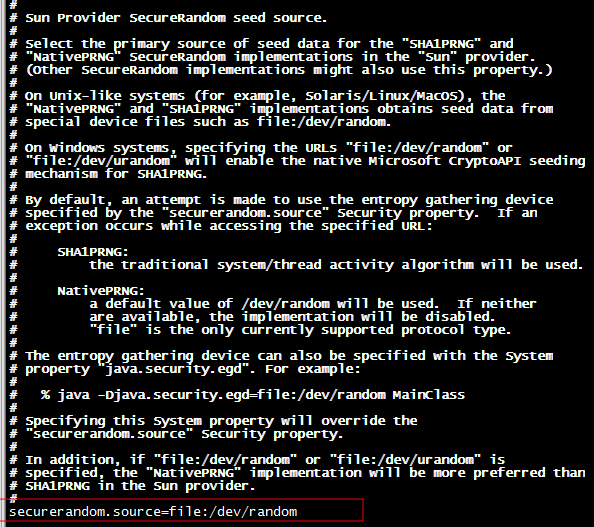 #
# Sun Provider SecureRandom seed source.
#
# Select the primary source of seed data for the "SHA1PRNG" and
# "NativePRNG" SecureRandom implementations in the "Sun" provider.
# (Other SecureRandom implementations might also use this property.)
#
# On Unix-like systems (for example, Solaris/Linux/MacOS), the
# "NativePRNG" and "SHA1PRNG" implementations obtains seed data from
# special device files such as file:/dev/random.
#
# On Windows systems, specifying the URLs "file:/dev/random" or
# "file:/dev/urandom" will enable the native Microsoft CryptoAPI seeding
# mechanism for SHA1PRNG.
#
# By default, an attempt is made to use the entropy gathering device
# specified by the "securerandom.source" Security property.  If an
# exception occurs while accessing the specified URL:
#
#     SHA1PRNG:
#         the traditional system/thread activity algorithm will be used.
#
#     NativePRNG:
#         a default value of /dev/random will be used.  If neither
#         are available, the implementation will be disabled.
#         "file" is the only currently supported protocol type.
#
# The entropy gathering device can also be specified with the System
# property "java.security.egd". For example:
#
#   % java -Djava.security.egd=file:/dev/random MainClass
#
# Specifying this System property will override the
# "securerandom.source" Security property.
#
# In addition, if "file:/dev/random" or "file:/dev/urandom" is
# specified, the "NativePRNG" implementation will be more preferred than
# SHA1PRNG in the Sun provider.
#
securerandom.source=file:/dev/random